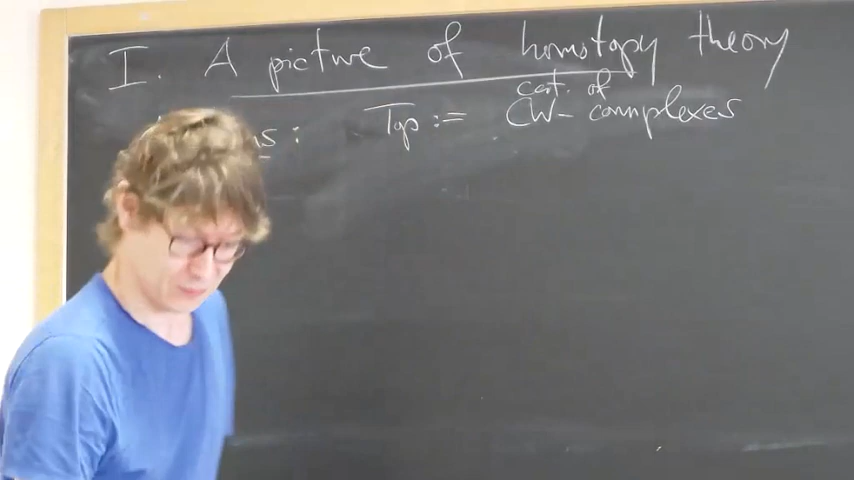 I. A picture of homotopy theory
cat. of
Top := CW-complexes